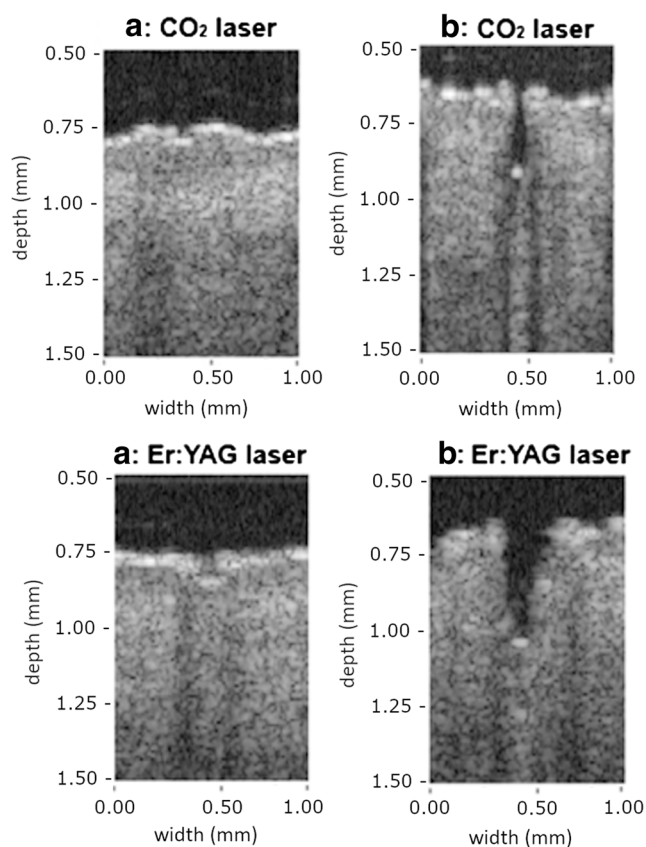 a: CO₂ laser
depth (mm)
0.50 -
0.75 -
1.00 -
1.25 -
1.50 -
0.00 0.50 1.00
width (mm)
b: CO₂ laser
depth (mm)
0.50 -
0.75 -
1.00 -
1.25 -
1.50 -
0.00 0.50 1.00
width (mm)
a: Er:YAG laser
depth (mm)
0.50 -
0.75 -
1.00 -
1.25 -
1.50 -
0.00 0.50 1.00
width (mm)
b: Er:YAG laser
depth (mm)
0.50 -
0.75 -
1.00 -
1.25 -
1.50 -
0.00 0.50 1.00
width (mm)